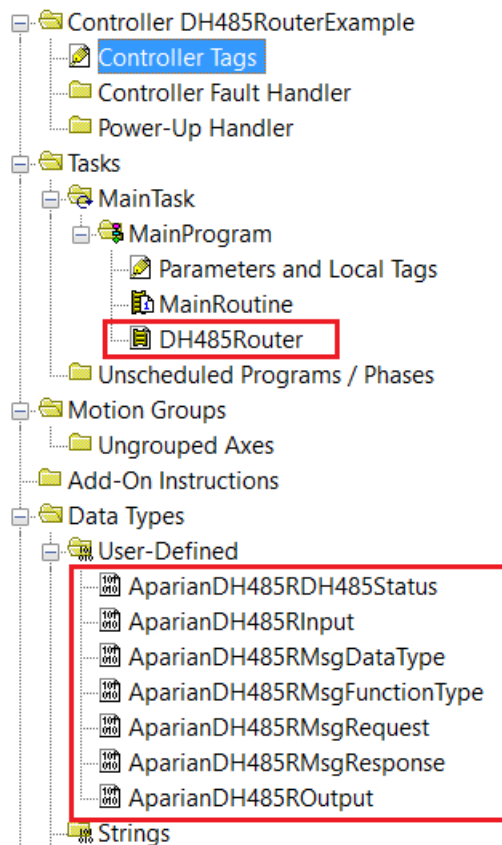 Controller DH485RouterExample
Controller Tags
Controller Fault Handler
Power-Up Handler
Tasks
MainTask
MainProgram
Parameters and Local Tags
MainRoutine
DH485Router
Unscheduled Programs / Phases
Motion Groups
Ungrouped Axes
Add-On Instructions
Data Types
User-Defined
AparianDH485RDH485Status
AparianDH485RInput
AparianDH485RMsgDataType
AparianDH485RMsgFunctionType
AparianDH485RMsgRequest
AparianDH485RMsgResponse
AparianDH485ROutput
Strings